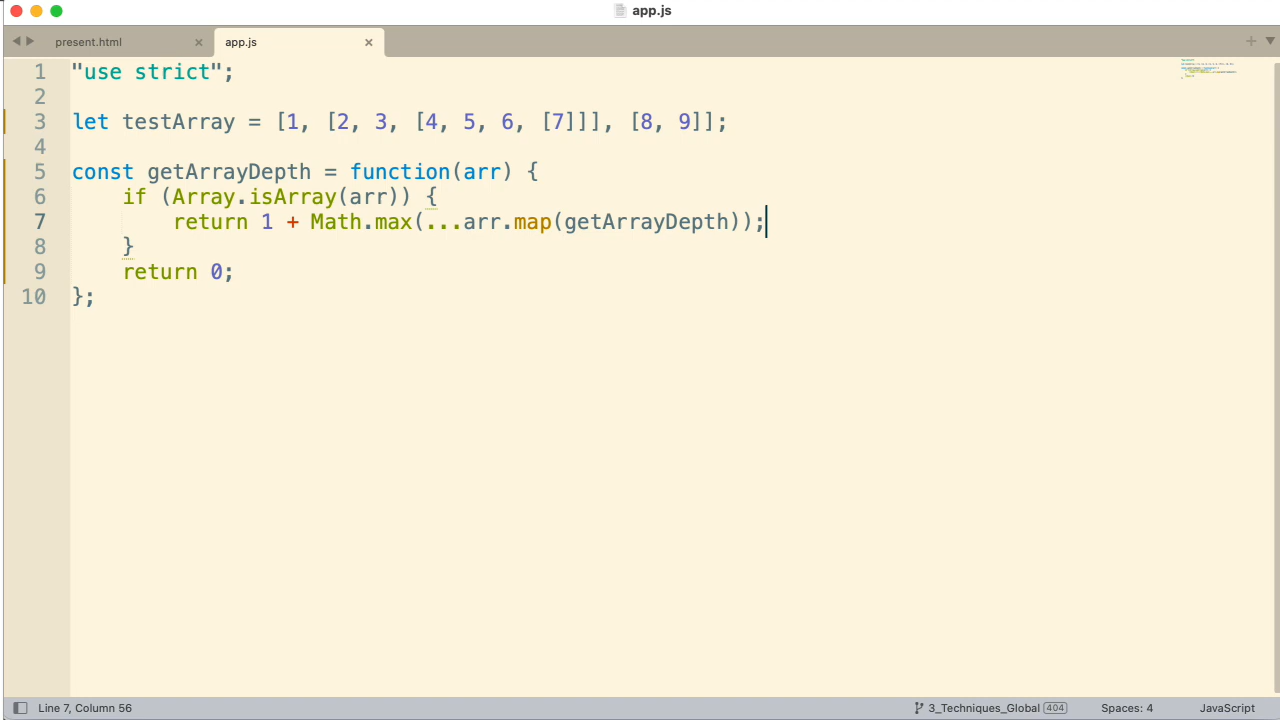 app.js
present.html × app.js ×
1 "use strict";
2
3 let testArray = [1, [2, 3, [4, 5, 6, [7]]], [8, 9]];
4
5 const getArrayDepth = function(arr) {
6     if (Array.isArray(arr)) {
7         return 1 + Math.max(...arr.map(getArrayDepth));
8     }
9     return 0;
10 };
Line 7, Column 56 3_Techniques_Global 404 Spaces: 4 JavaScript